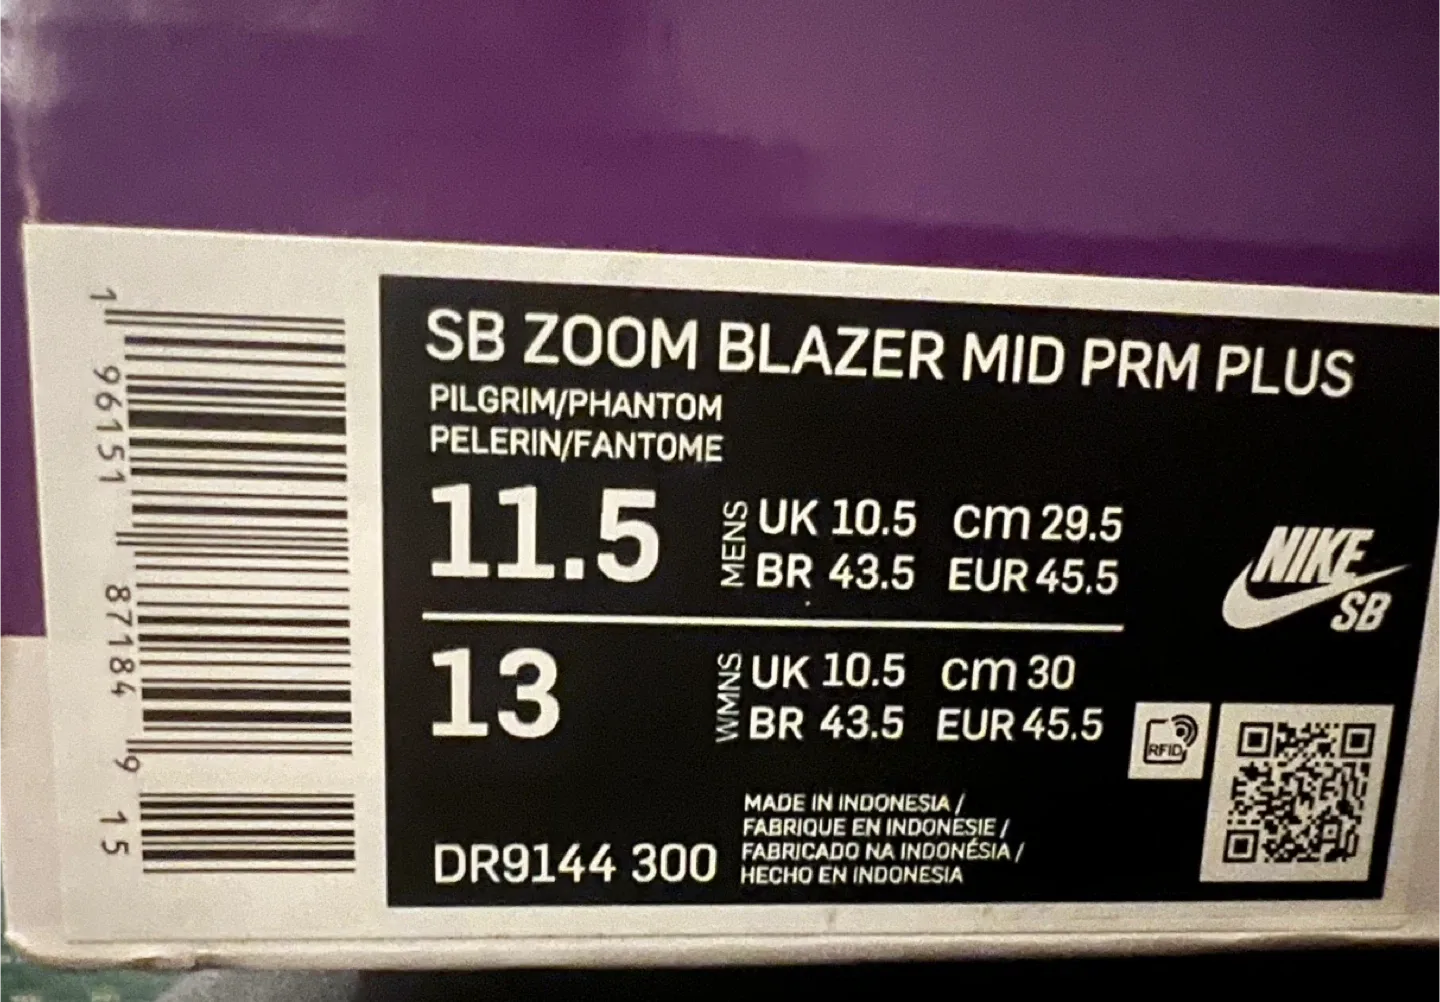 1 96151 87184 9 15
SB ZOOM BLAZER MID PRM PLUS
PILGRIM/PHANTOM
PELERIN/FANTOME
11.5
MENS
UK 10.5 cm 29.5
BR 43.5 EUR 45.5
13
WMNS
UK 10.5 cm 30
BR 43.5 EUR 45.5
NIKE
SB
RFID
DR9144 300
MADE IN INDONESIA /
FABRIQUE EN INDONESIE /
FABRICADO NA INDONÉSIA /
HECHO EN INDONESIA